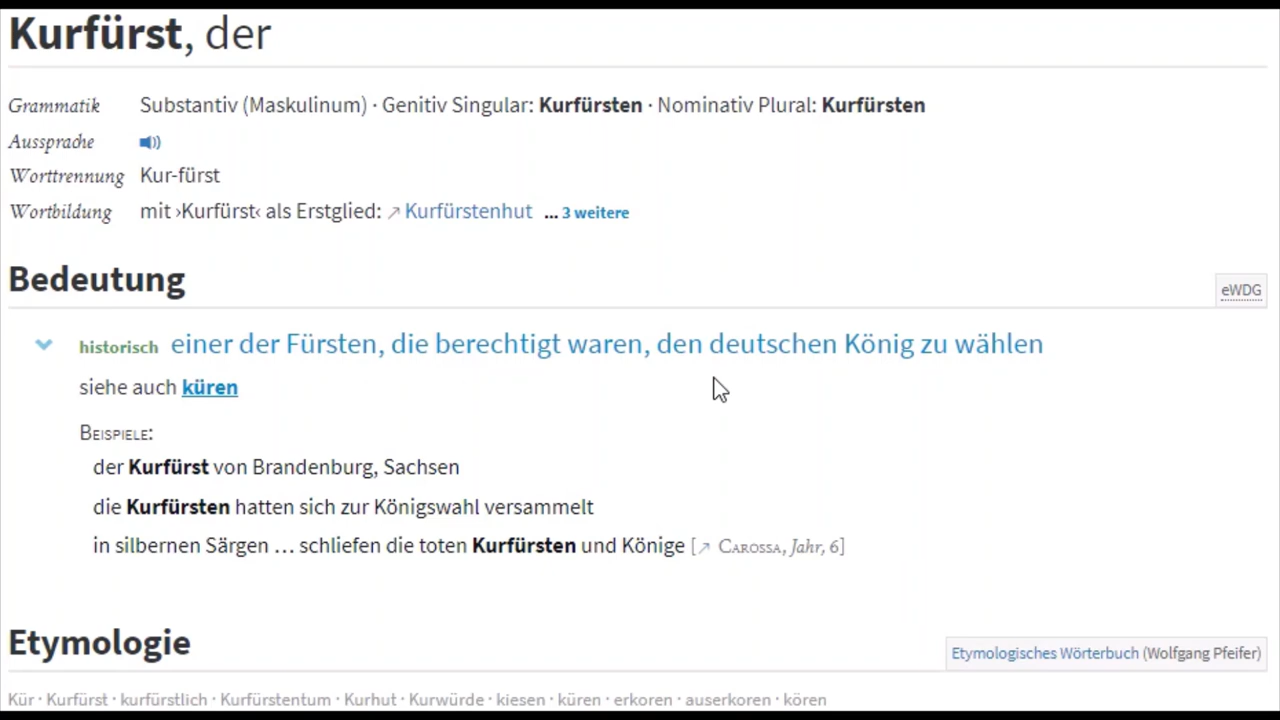 Kurfürst, der
Grammatik Substantiv (Maskulinum) · Genitiv Singular: Kurfürsten · Nominativ Plural: Kurfürsten
Aussprache
Worttrennung Kur-fürst
Wortbildung mit ›Kurfürst‹ als Erstglied: ↗ Kurfürstenhut ... 3 weitere
Bedeutung
eWDG
historisch einer der Fürsten, die berechtigt waren, den deutschen König zu wählen
siehe auch küren
Beispiele:
der Kurfürst von Brandenburg, Sachsen
die Kurfürsten hatten sich zur Königswahl versammelt
in silbernen Särgen … schliefen die toten Kurfürsten und Könige [↗ Carossa, Jahr, 6]
Etymologie
Etymologisches Wörterbuch (Wolfgang Pfeifer)
Kür · Kurfürst · kurfürstlich · Kurfürstentum · Kurhut · Kurwürde · kiesen · küren · erkoren · auserkoren · kören